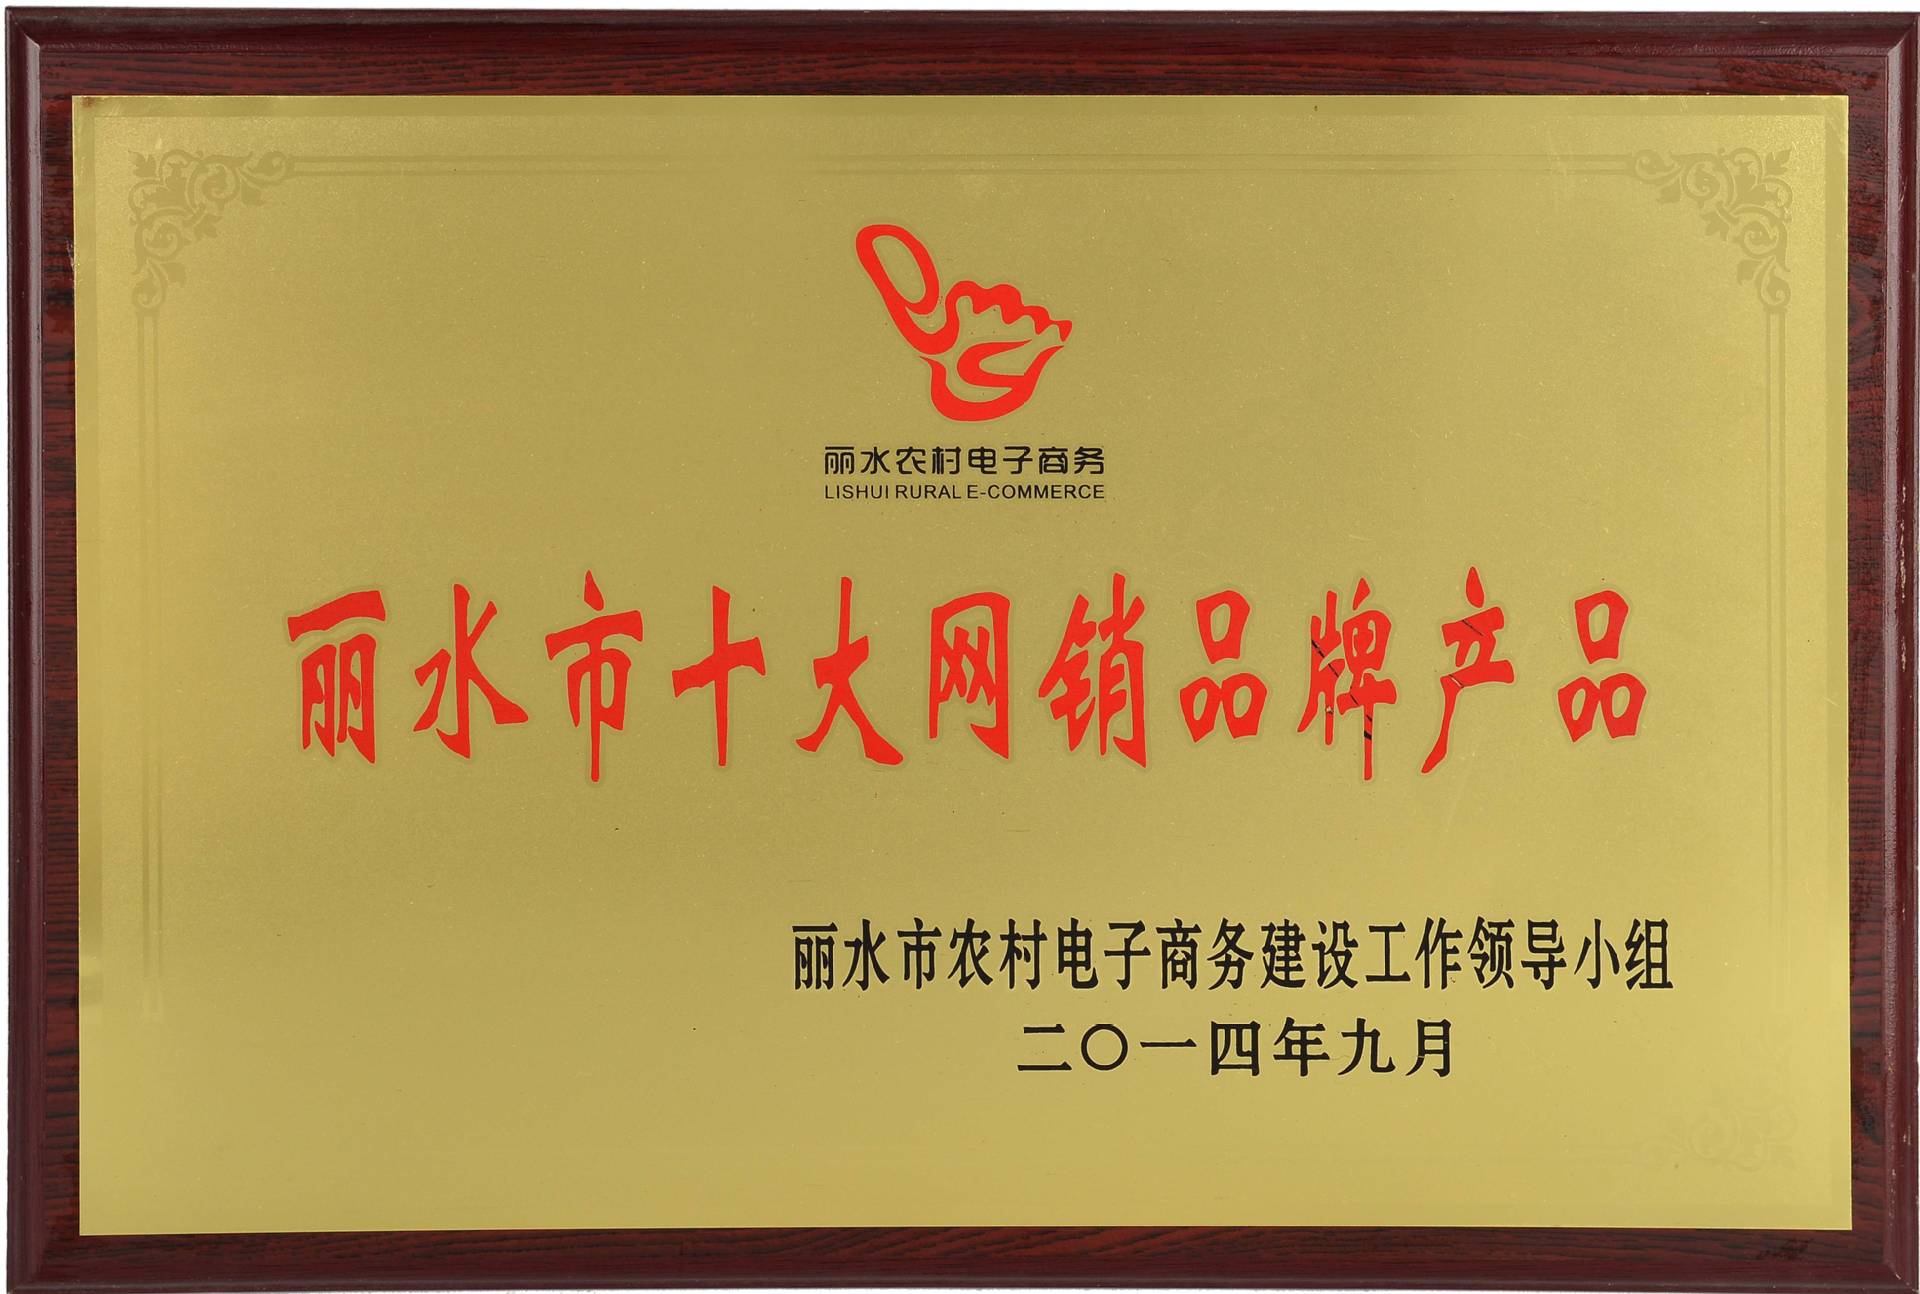 丽水农村电子商务
LISHUI RURAL E-COMMERCE
丽水市十大网销品牌产品
丽水市农村电子商务建设工作领导小组
二〇一四年九月